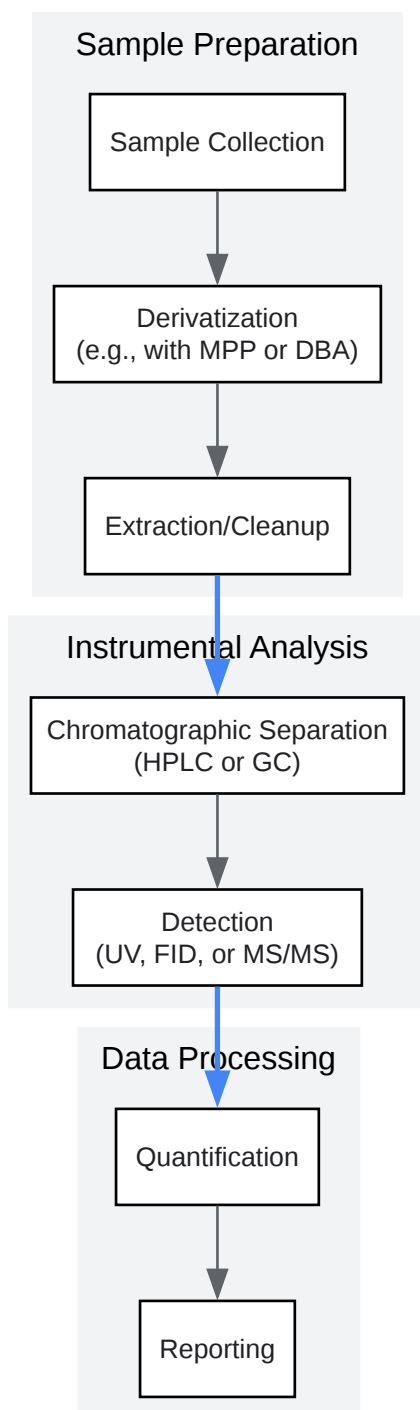 Sample Preparation
Sample Collection
Derivatization
(e.g., with MPP or DBA)
Extraction/Cleanup
Instrumental Analysis
Chromatographic Separation
(HPLC or GC)
Detection
(UV, FID, or MS/MS)
Data Processing
Quantification
Reporting